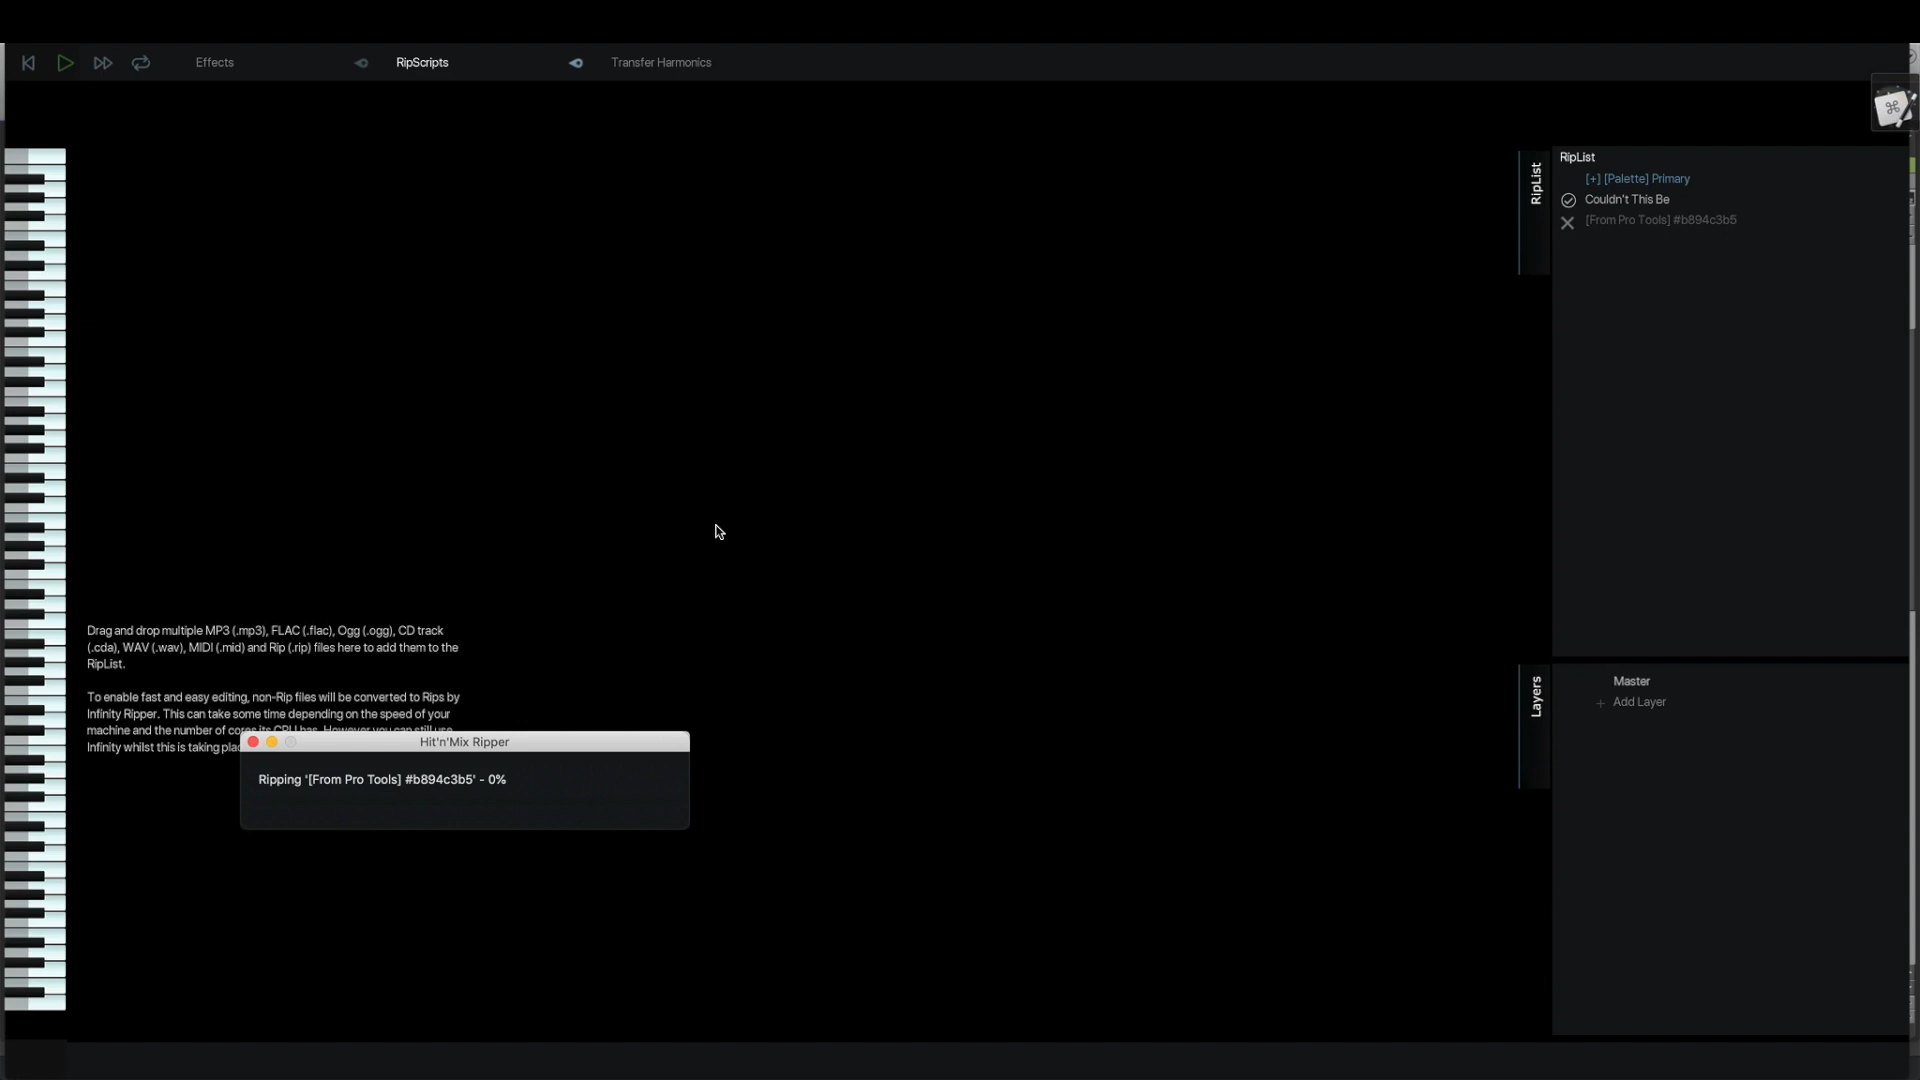 Effects
RipScripts
Transfer Harmonics
RipList
RipList
[+] [Palette] Primary
Couldn't This Be
[From Pro Tools] #b894c3b5
Drag and drop multiple MP3 (.mp3), FLAC (.flac), Ogg (.ogg), CD track
(.cda), WAV (.wav), MIDI (.mid) and Rip (.rip) files here to add them to the
RipList.
To enable fast and easy editing, non-Rip files will be converted to Rips by
Infinity Ripper. This can take some time depending on the speed of your
machine and the number of cores its CPU has. However you can still use
Infinity whilst this is taking
Hit'n'Mix Ripper
Ripping '[From Pro Tools] #b894c3b5' - 0%
Layers
Master
+ Add Layer